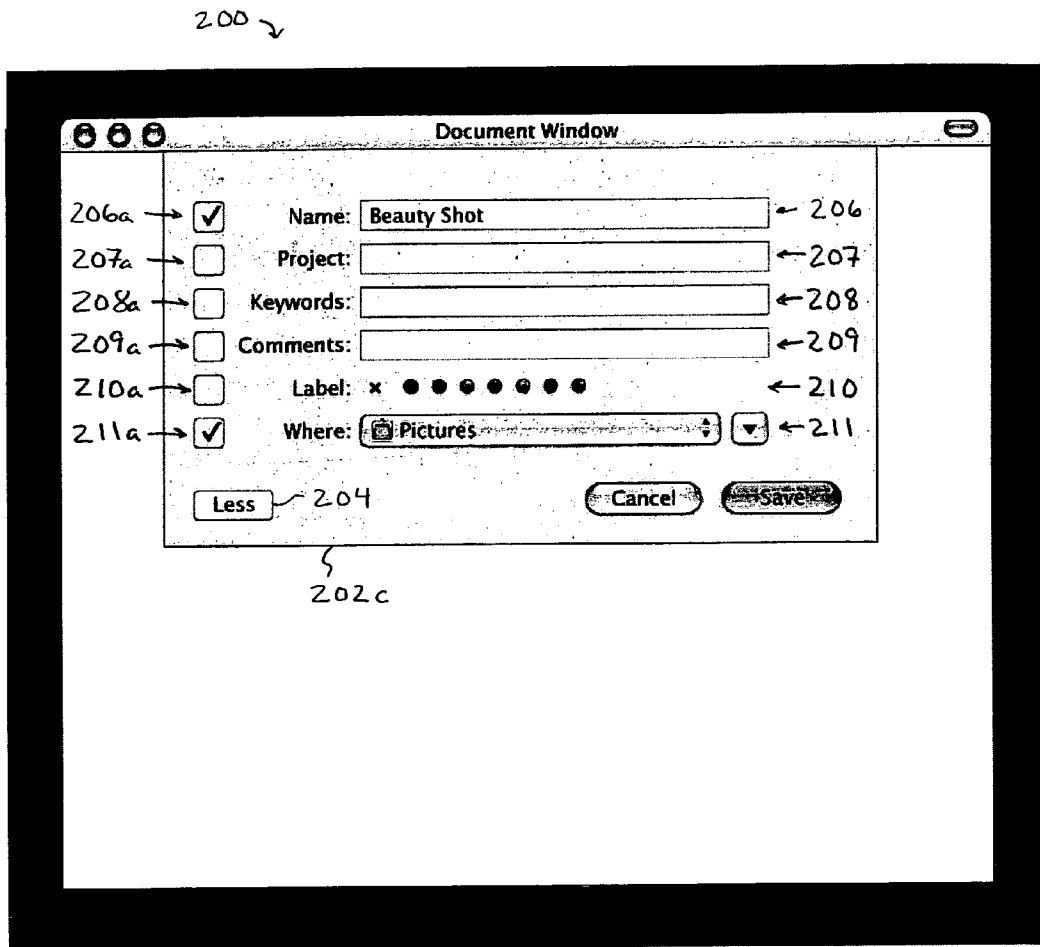 200
Document Window
206a Name: Beauty Shot 206
207a Project: 207
208a Keywords: 208
209a Comments: 209
210a Label: × 210
211a Where: Pictures 211
Less 204 Cancel Save
202c